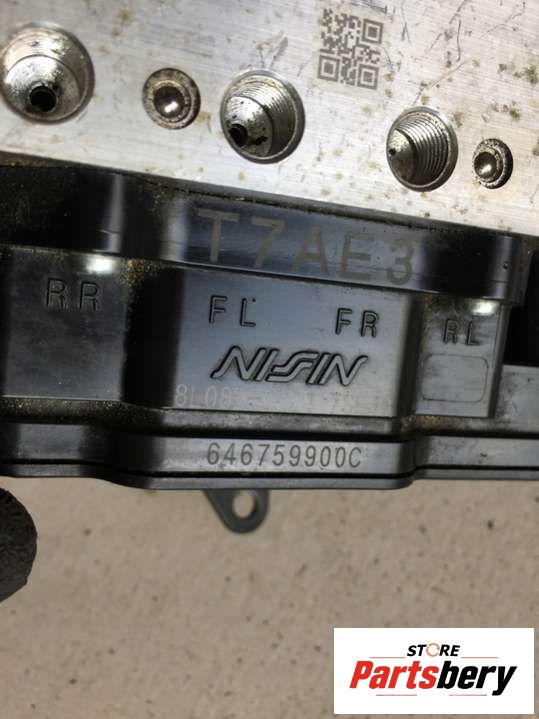 T7AE3
RR FL FR RL
NISSIN
646759900C
STORE
Partsbery